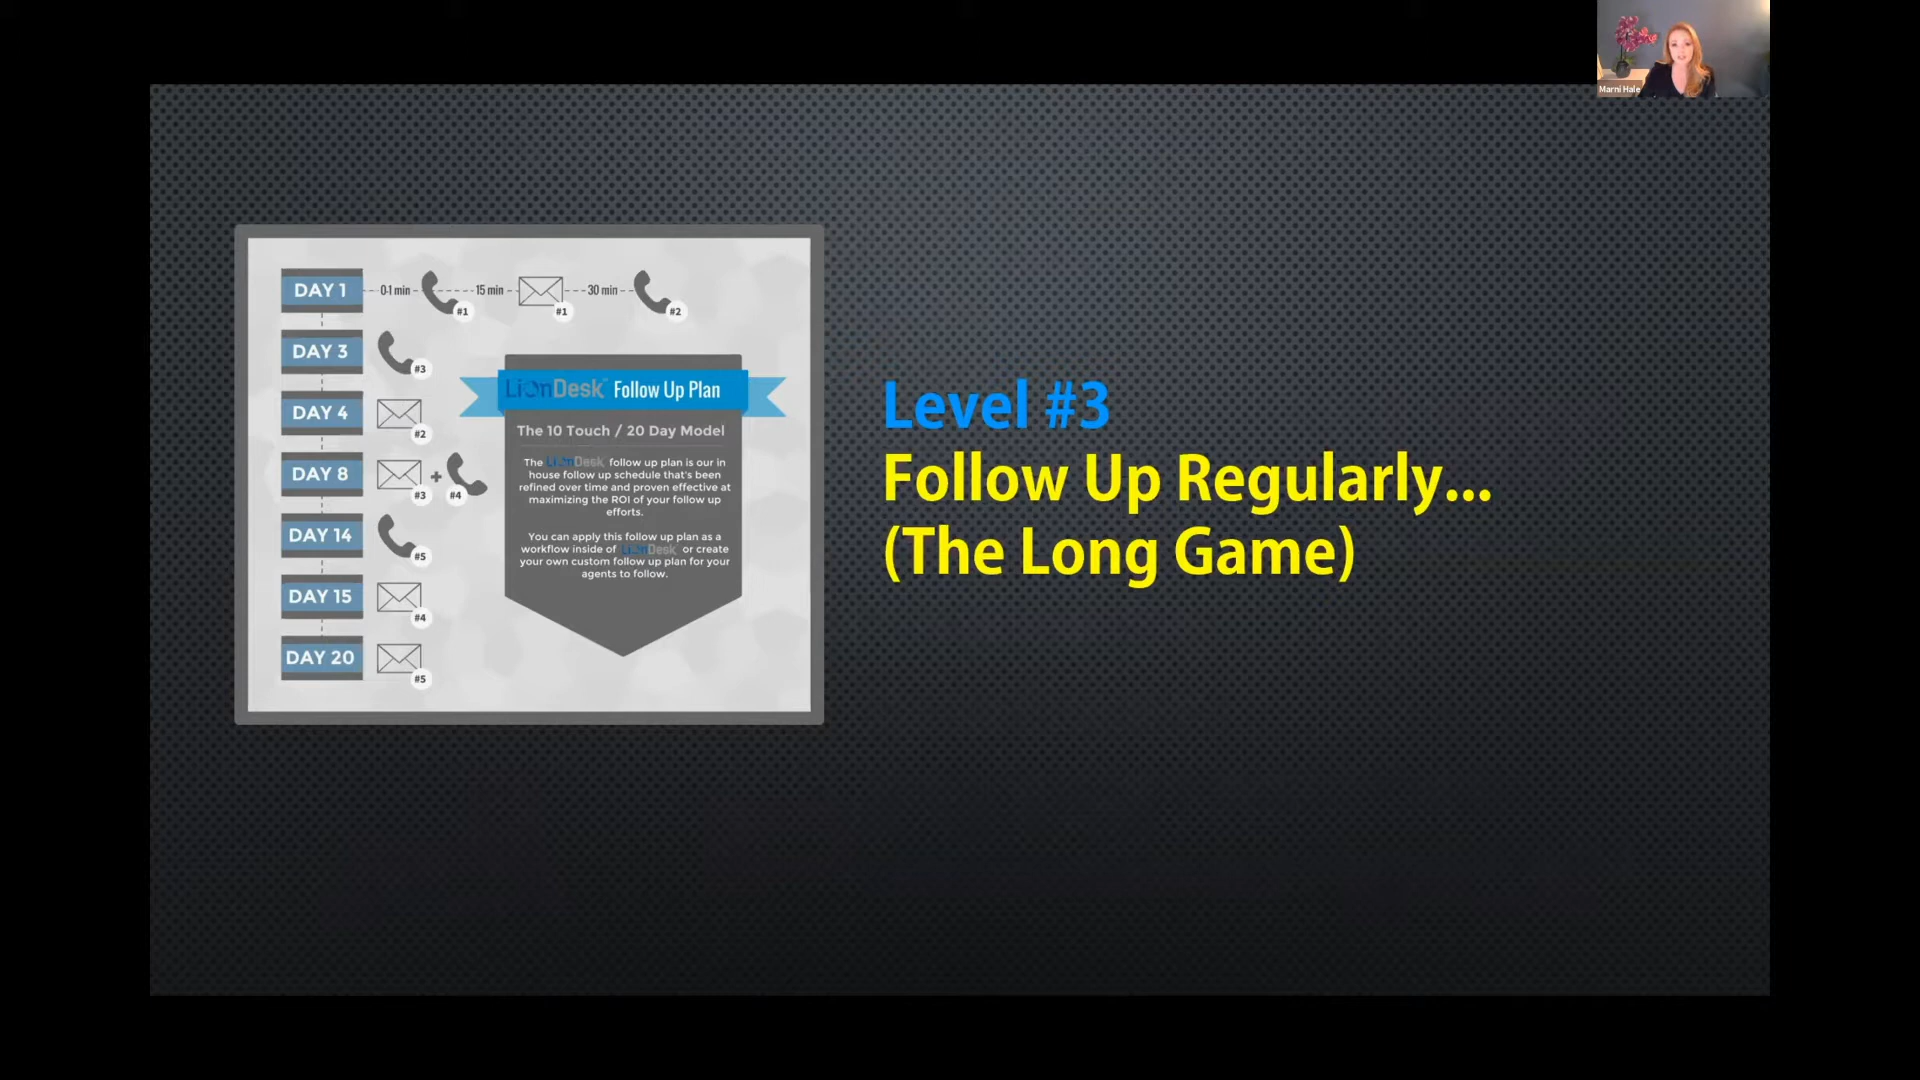 Marni Hale
DAY 1 0-1 min #1 15 min #1 30 min #2
DAY 3 #3
DAY 4 #2
DAY 8 #3 + #4
DAY 14 #5
DAY 15 #4
DAY 20 #5
LionDesk™ Follow Up Plan
The 10 Touch / 20 Day Model
The LionDesk follow up plan is our in
house follow up schedule that's been
refined over time and proven effective at
maximizing the ROI of your follow up
efforts.
You can apply this follow up plan as a
workflow inside of LionDesk or create
your own custom follow up plan for your
agents to follow.
Level #3
Follow Up Regularly...
(The Long Game)